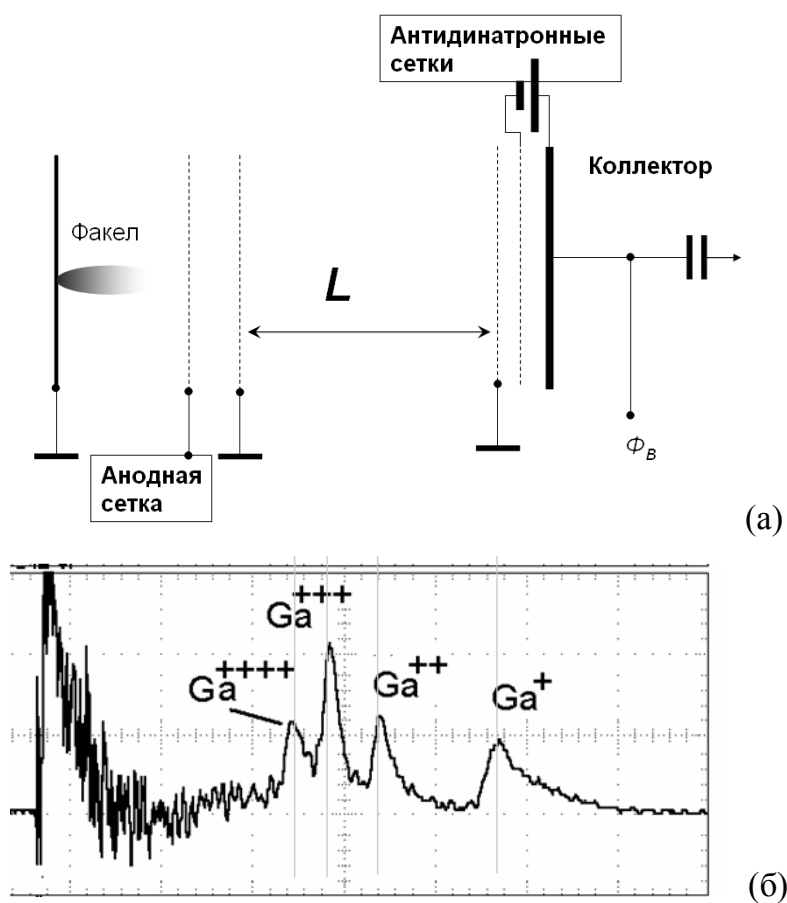 Антидинатронные
сетки
Коллектор
Факел
L
Анодная
сетка
Φ_B
(а)
Ga+++
Ga++++
Ga++
Ga+
(б)